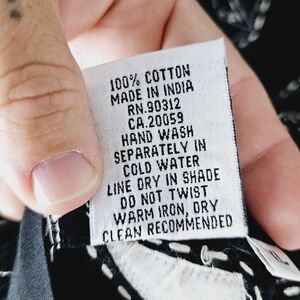 100% COTTON
MADE IN INDIA
RN.90312
CA.20059
HAND WASH
SEPARATELY IN
COLD WATER
LINE DRY IN SHADE
DO NOT TWIST
WARM IRON, DRY
CLEAN RECOMMENDED